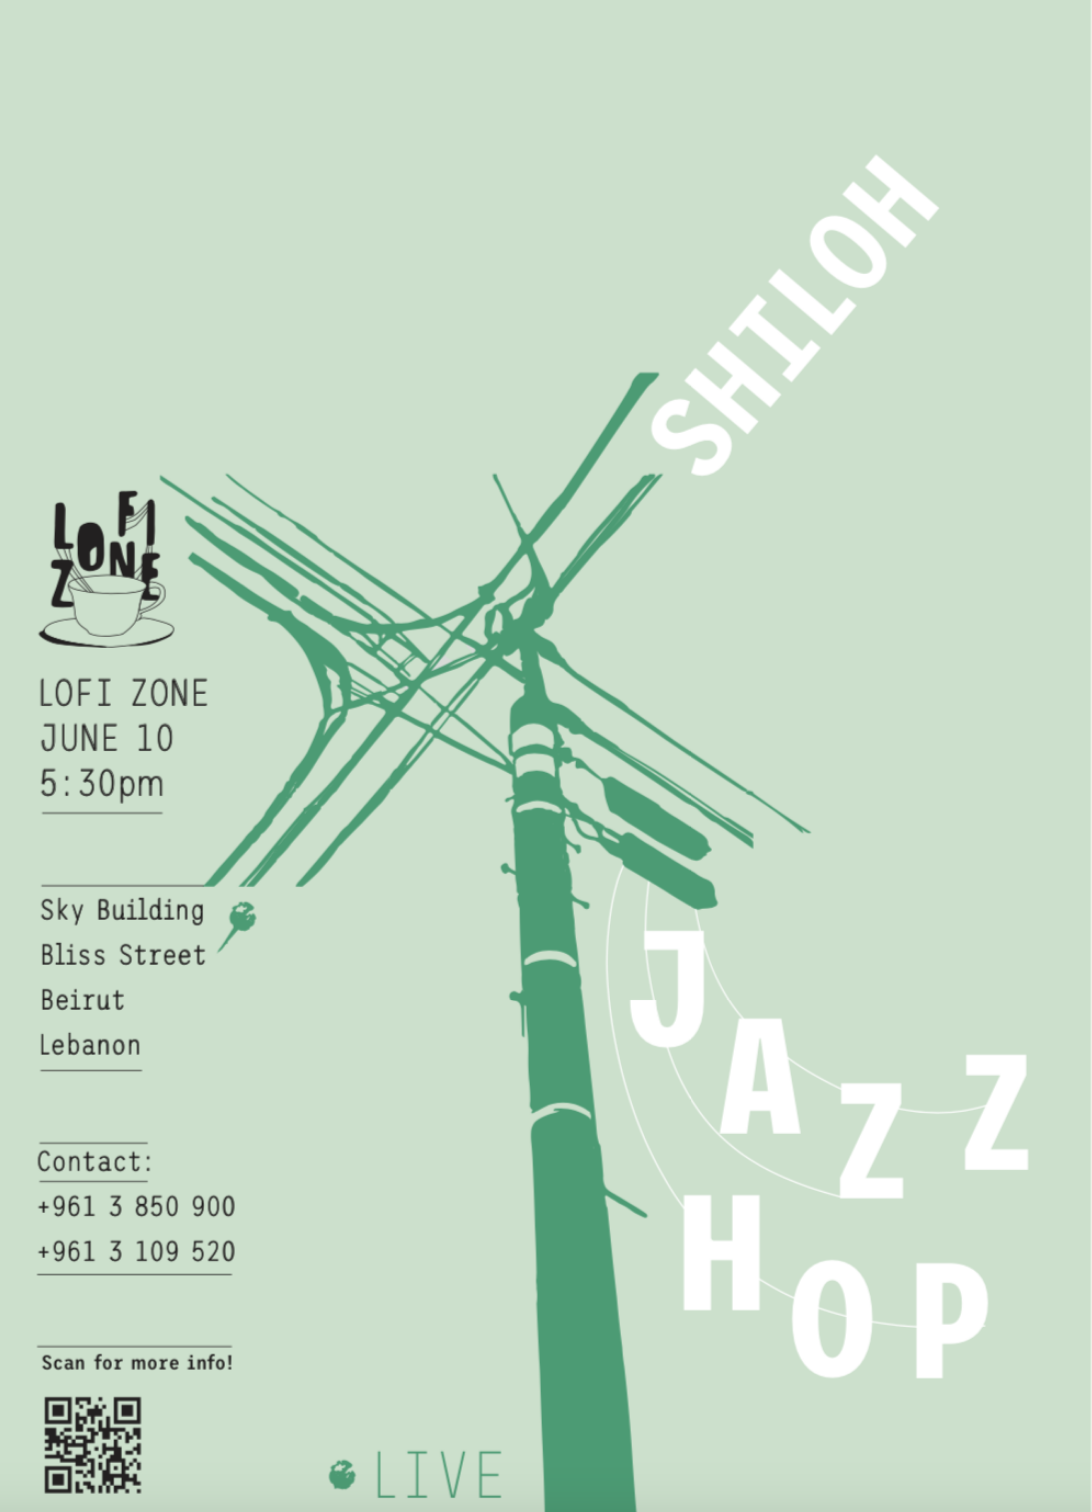 SHILOH
LOFI
ZONE
LOFI ZONE
JUNE 10
5:30pm
Sky Building
Bliss Street
Beirut
Lebanon
JAZZ
HOP
Contact:
+961 3 850 900
+961 3 109 520
Scan for more info!
LIVE